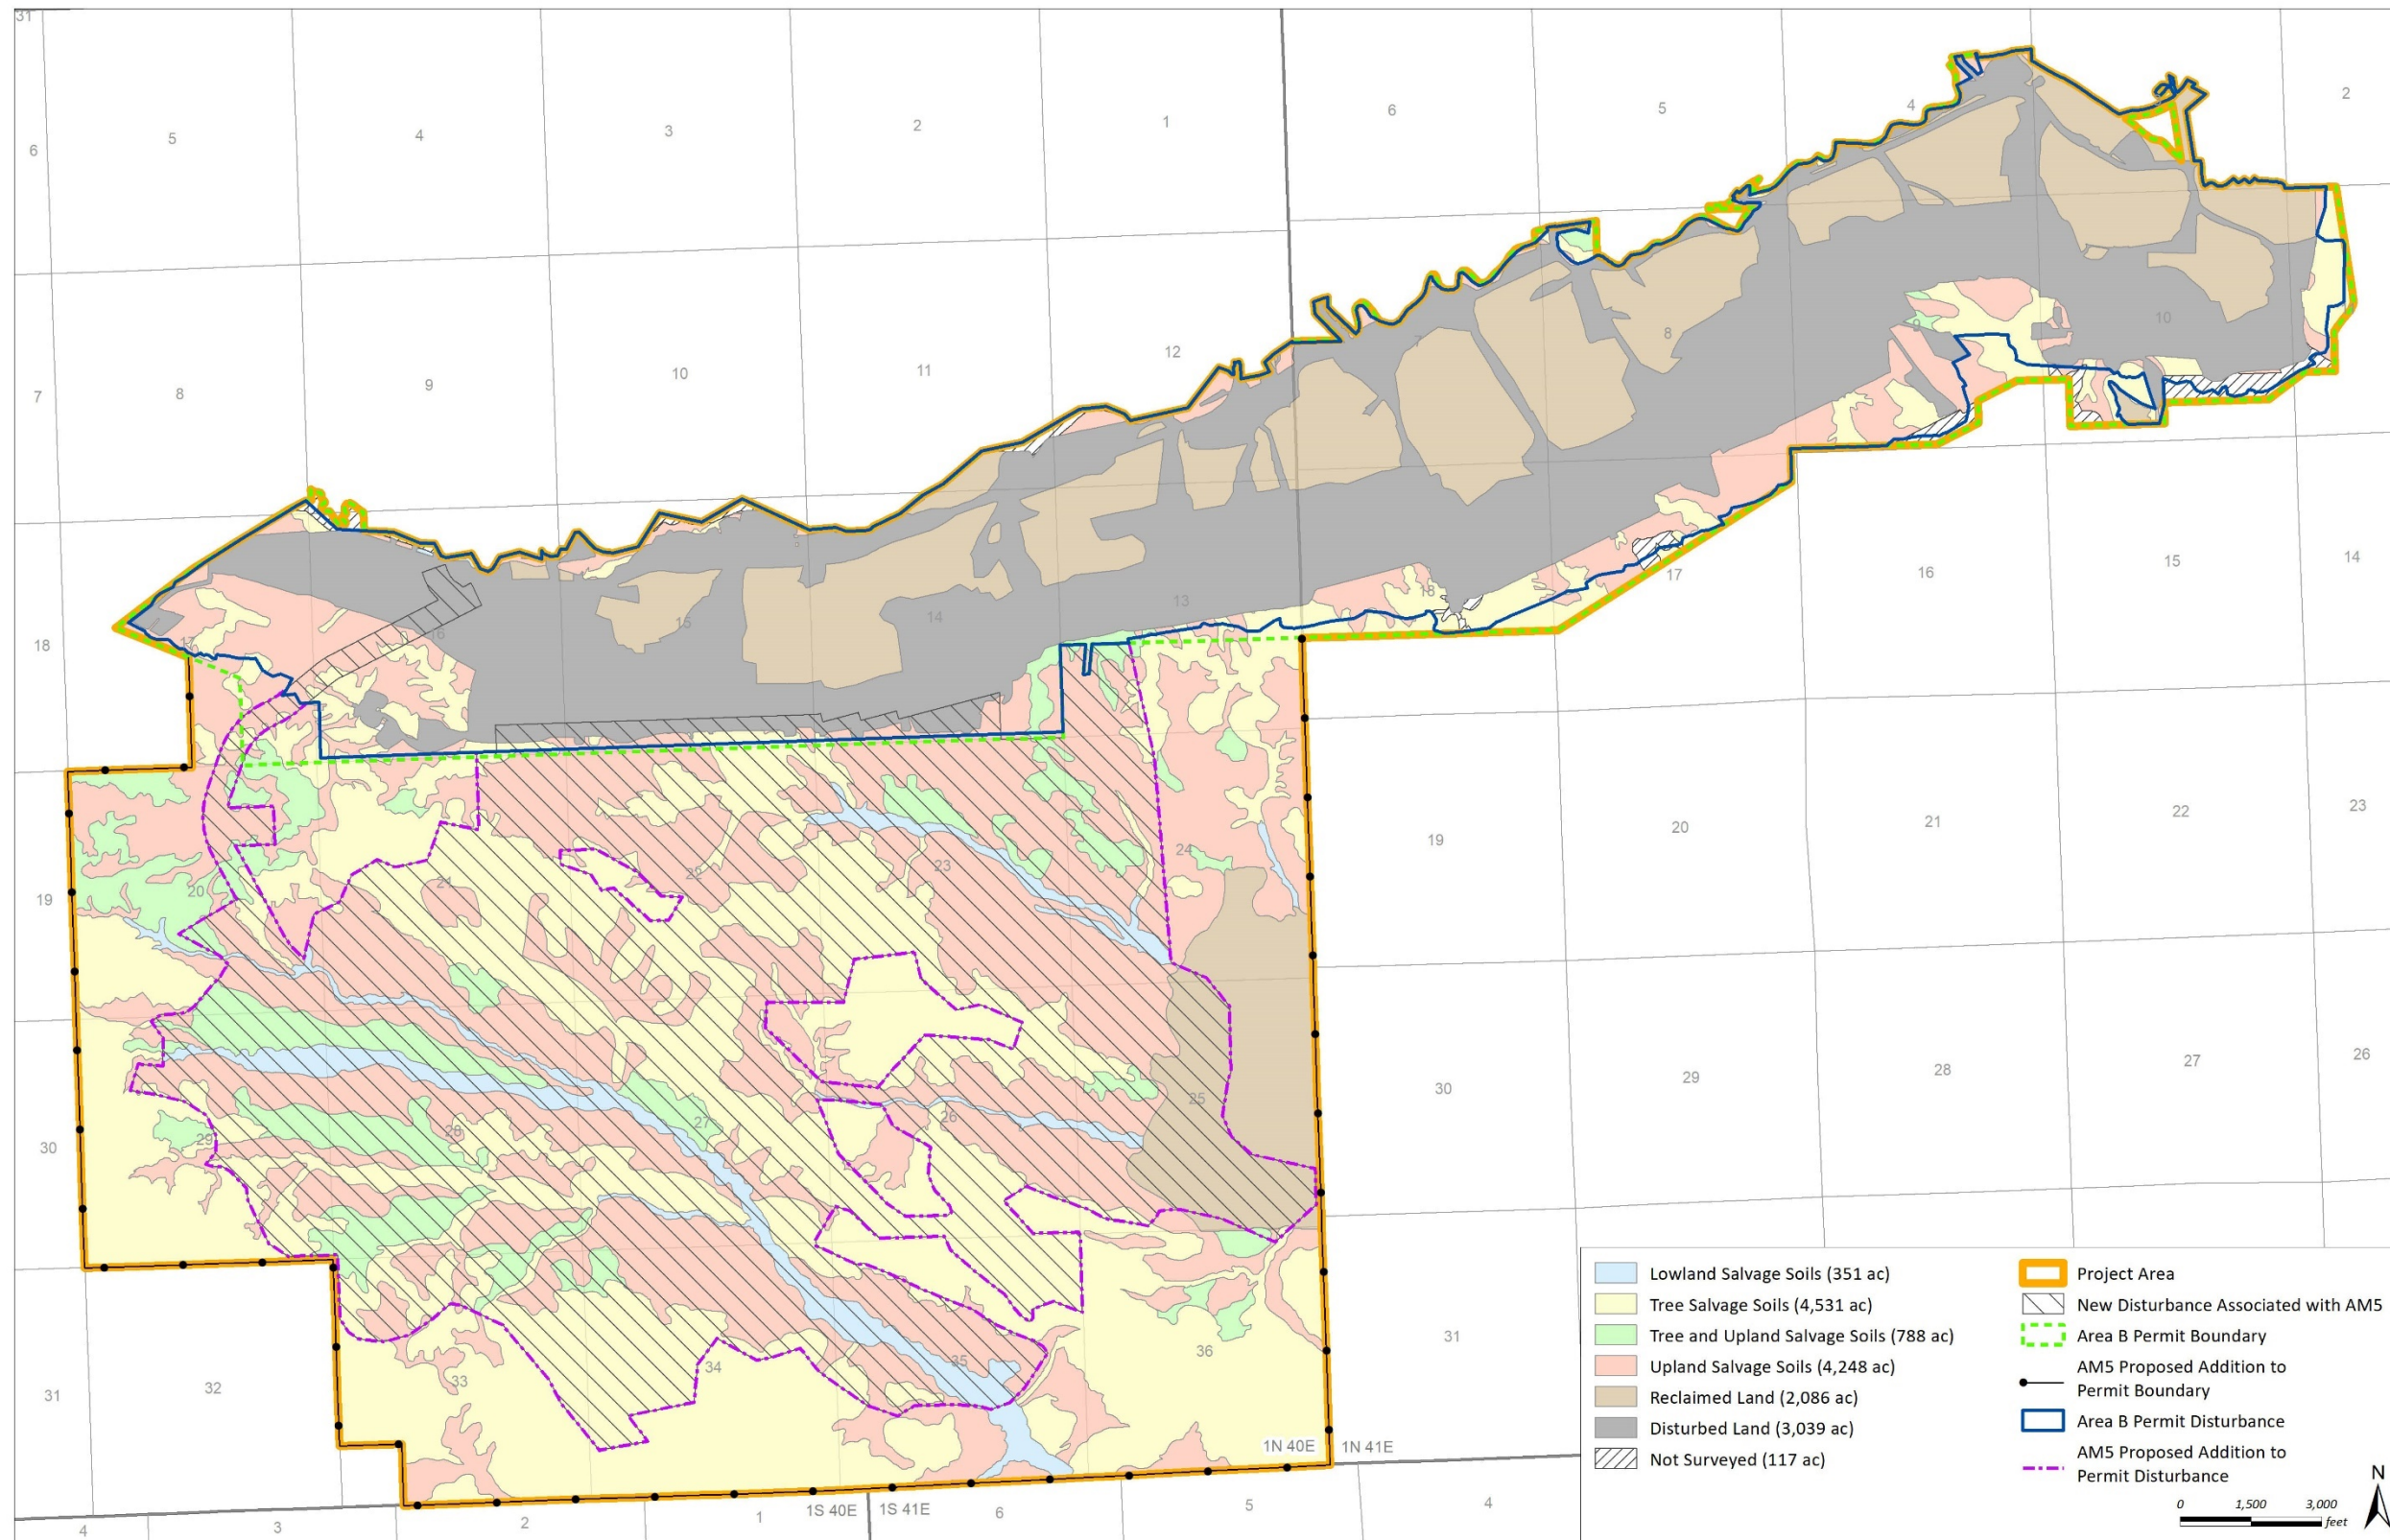 31
6 5 4 3 2 1 6 5 4 3 2
7 8 9 10 11 12 7 8 9 10
18 17 16 15 14 13 18 17 16 15 14
19 20 21 22 23 24 19 20 21 22 23
30 29 28 27 26 25 30 29 28 27 26
31 32 33 34 35 36 31
1N 40E 1N 41E
1S 40E 1S 41E
4 3 2 1 6 5 4
Lowland Salvage Soils (351 ac)
Tree Salvage Soils (4,531 ac)
Tree and Upland Salvage Soils (788 ac)
Upland Salvage Soils (4,248 ac)
Reclaimed Land (2,086 ac)
Disturbed Land (3,039 ac)
Not Surveyed (117 ac)
Project Area
New Disturbance Associated with AM5
Area B Permit Boundary
AM5 Proposed Addition to
Permit Boundary
Area B Permit Disturbance
AM5 Proposed Addition to
Permit Disturbance
N
0 1,500 3,000
feet